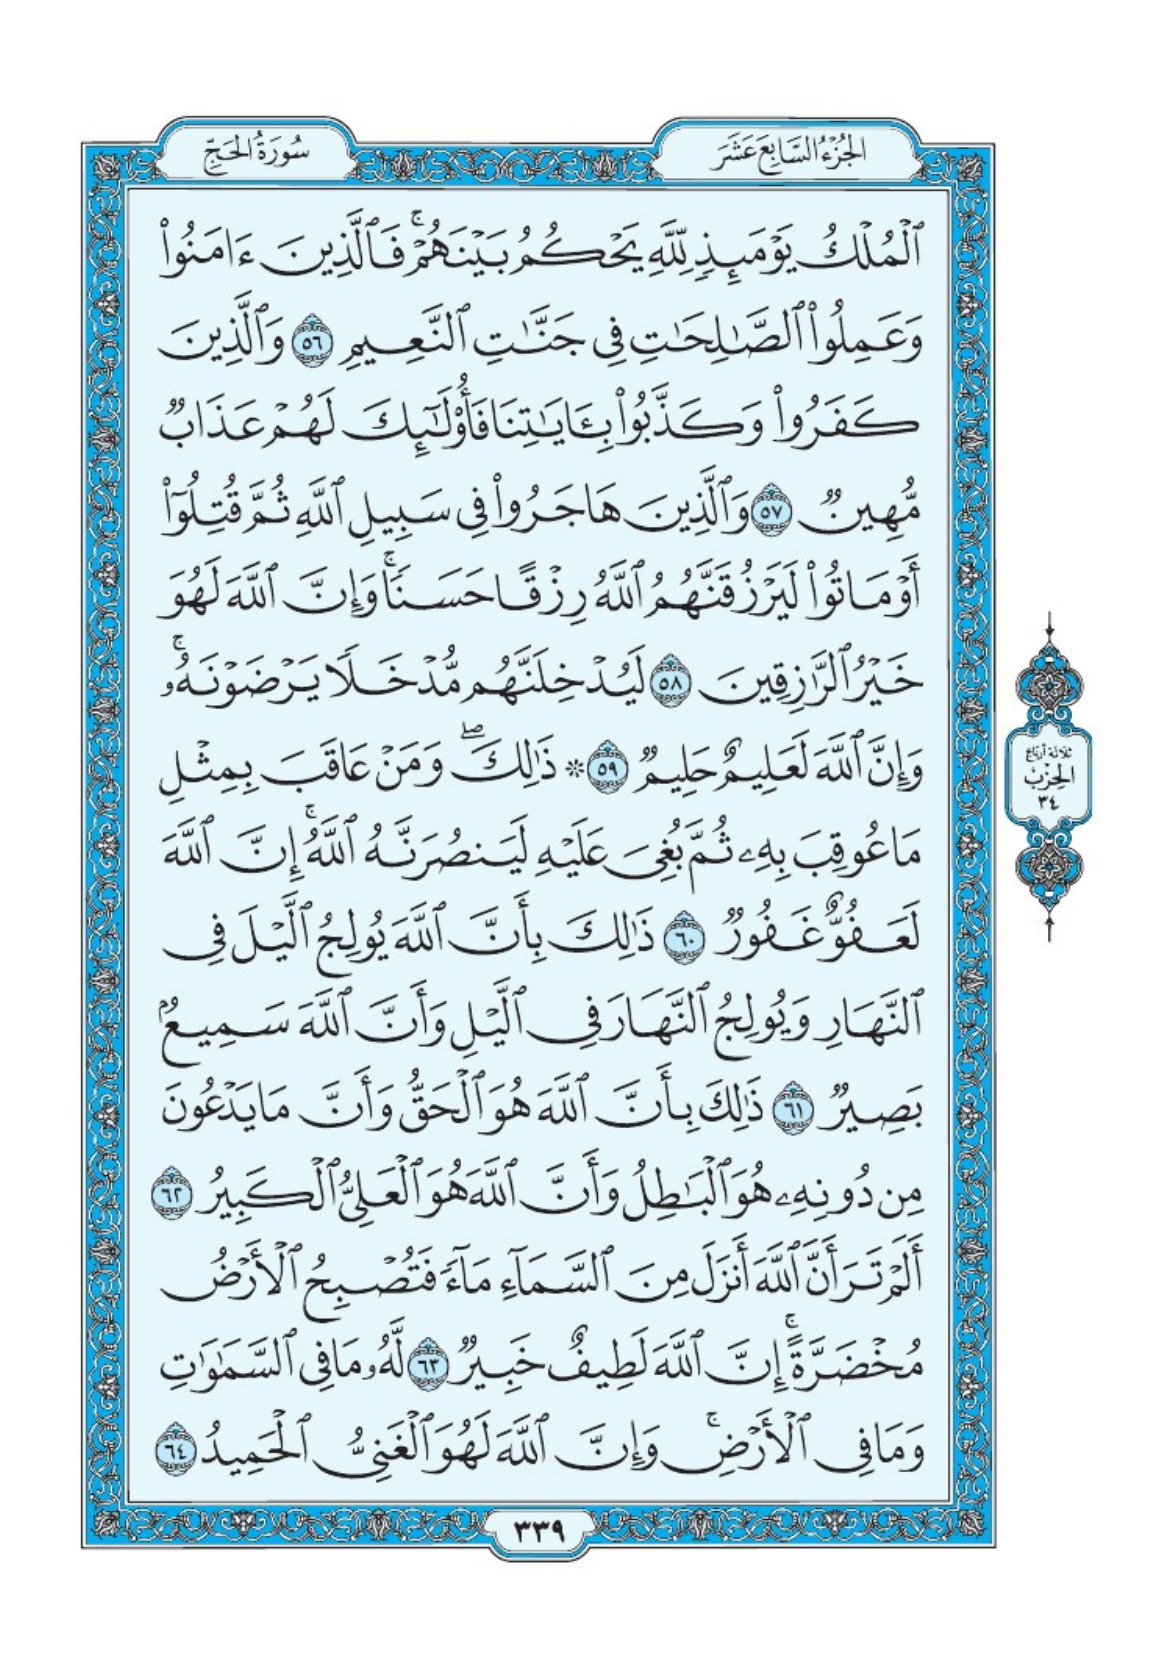 الجُزْءُ السَّابِعَ عَشَرَ
سُورَةُ الحَجّ
ٱلۡمُلۡكُ يَوۡمَئِذٖ لِّلَّهِ يَحۡكُمُ بَيۡنَهُمۡۚ فَٱلَّذِينَ ءَامَنُواْ
وَعَمِلُواْ ٱلصَّٰلِحَٰتِ فِي جَنَّٰتِ ٱلنَّعِيمِ ٥٦ وَٱلَّذِينَ
كَفَرُواْ وَكَذَّبُواْ بِـَٔايَٰتِنَا فَأُوْلَٰٓئِكَ لَهُمۡ عَذَابٞ
مُّهِينٞ ٥٧ وَٱلَّذِينَ هَاجَرُواْ فِي سَبِيلِ ٱللَّهِ ثُمَّ قُتِلُوٓاْ
أَوۡ مَاتُواْ لَيَرۡزُقَنَّهُمُ ٱللَّهُ رِزۡقًا حَسَنٗاۚ وَإِنَّ ٱللَّهَ لَهُوَ
خَيۡرُ ٱلرَّٰزِقِينَ ٥٨ لَيُدۡخِلَنَّهُم مُّدۡخَلٗا يَرۡضَوۡنَهُۥۚ
وَإِنَّ ٱللَّهَ لَعَلِيمٌ حَلِيمٞ ٥٩ * ذَٰلِكَۖ وَمَنۡ عَاقَبَ بِمِثۡلِ
مَا عُوقِبَ بِهِۦ ثُمَّ بُغِيَ عَلَيۡهِ لَيَنصُرَنَّهُ ٱللَّهُۚ إِنَّ ٱللَّهَ
لَعَفُوٌّ غَفُورٞ ٦٠ ذَٰلِكَ بِأَنَّ ٱللَّهَ يُولِجُ ٱلَّيۡلَ فِي
ٱلنَّهَارِ وَيُولِجُ ٱلنَّهَارَ فِي ٱلَّيۡلِ وَأَنَّ ٱللَّهَ سَمِيعُۢ
بَصِيرٞ ٦١ ذَٰلِكَ بِأَنَّ ٱللَّهَ هُوَ ٱلۡحَقُّ وَأَنَّ مَا يَدۡعُونَ
مِن دُونِهِۦ هُوَ ٱلۡبَٰطِلُ وَأَنَّ ٱللَّهَ هُوَ ٱلۡعَلِيُّ ٱلۡكَبِيرُ ٦٢
أَلَمۡ تَرَ أَنَّ ٱللَّهَ أَنزَلَ مِنَ ٱلسَّمَآءِ مَآءٗ فَتُصۡبِحُ ٱلۡأَرۡضُ
مُخۡضَرَّةًۚ إِنَّ ٱللَّهَ لَطِيفٌ خَبِيرٞ ٦٣ لَّهُۥ مَا فِي ٱلسَّمَٰوَٰتِ
وَمَا فِي ٱلۡأَرۡضِۚ وَإِنَّ ٱللَّهَ لَهُوَ ٱلۡغَنِيُّ ٱلۡحَمِيدُ ٦٤
ثلاثة أرباع
الحِزْبُ
٣٤
٣٣٩